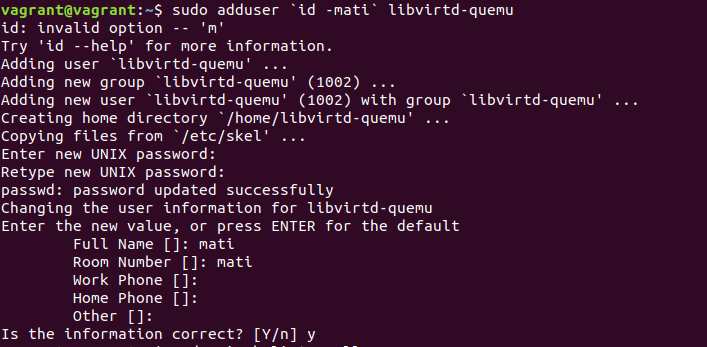 vagrant@vagrant:~$ sudo adduser `id -mati` libvirtd-quemu
id: invalid option -- 'm'
Try 'id --help' for more information.
Adding user `libvirtd-quemu' ...
Adding new group `libvirtd-quemu' (1002) ...
Adding new user `libvirtd-quemu' (1002) with group `libvirtd-quemu' ...
Creating home directory `/home/libvirtd-quemu' ...
Copying files from `/etc/skel' ...
Enter new UNIX password:
Retype new UNIX password:
passwd: password updated successfully
Changing the user information for libvirtd-quemu
Enter the new value, or press ENTER for the default
Full Name []: mati
Room Number []: mati
Work Phone []:
Home Phone []:
Other []:
Is the information correct? [Y/n] y